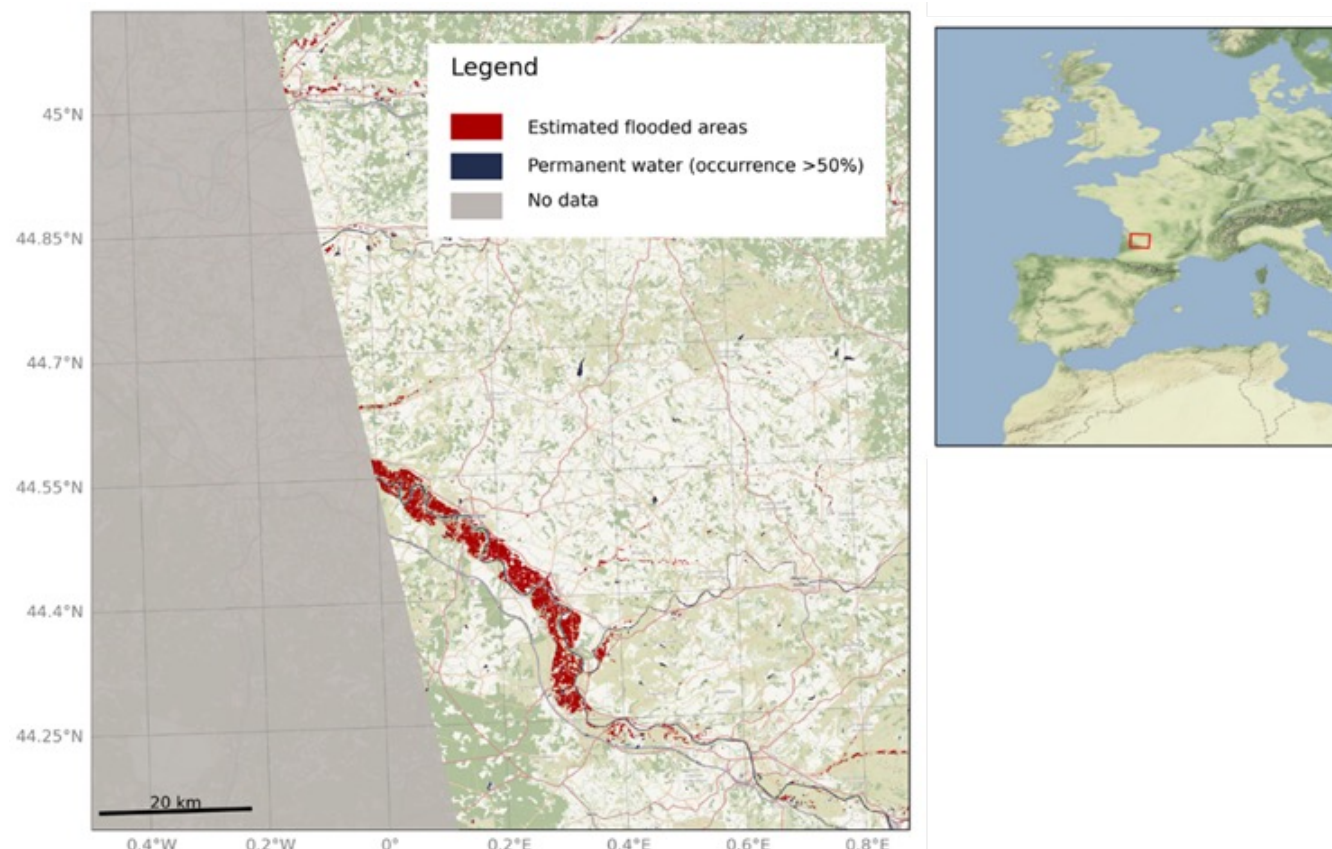 Legend
Estimated flooded areas
Permanent water (occurrence >50%)
No data
45°N
44.85°N
44.7°N
44.55°N
44.4°N
44.25°N
20 km
0.4°W 0.2°W 0° 0.2°E 0.4°E 0.6°E 0.8°E